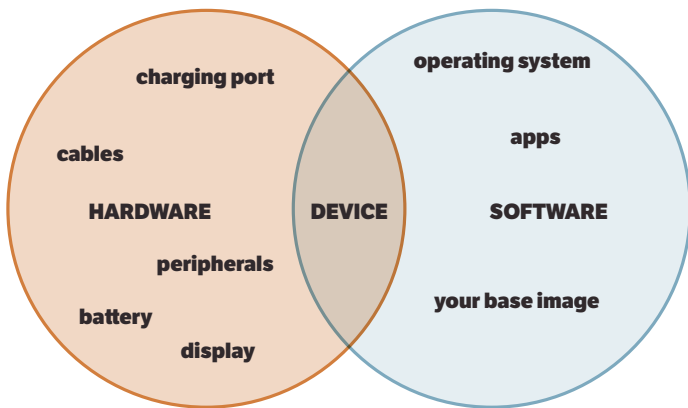 charging port
cables
HARDWARE
peripherals
battery
display
DEVICE
operating system
apps
SOFTWARE
your base image